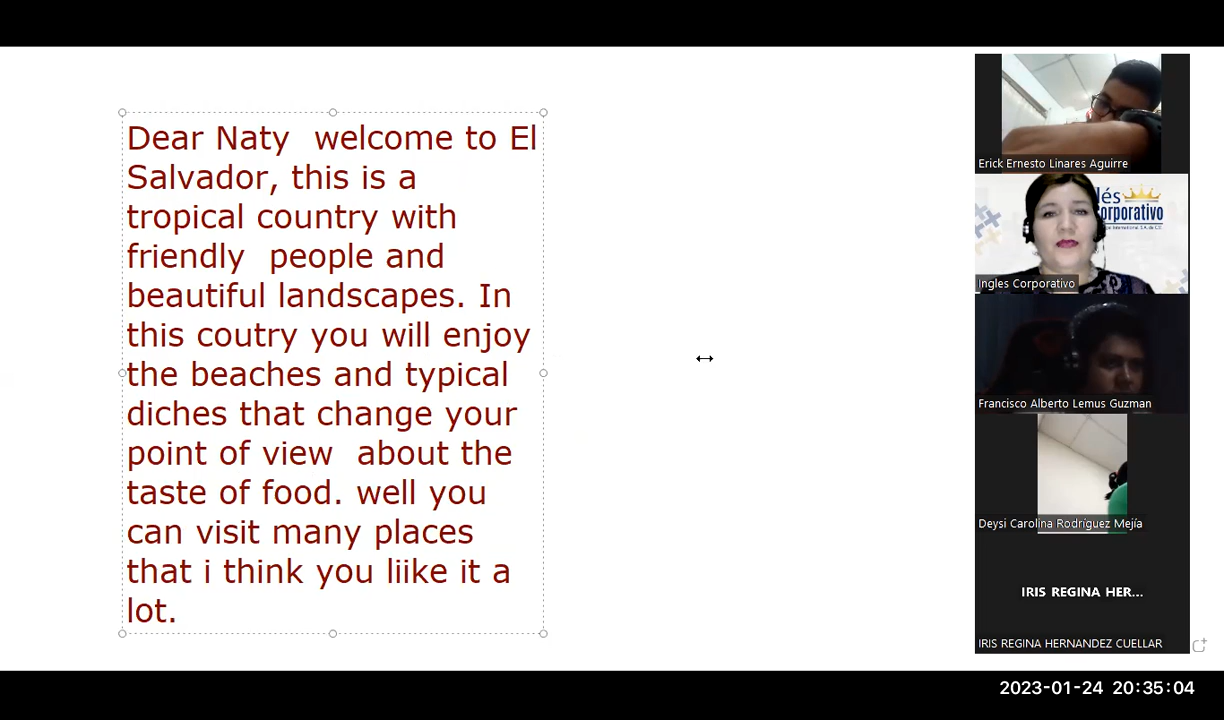 Dear Naty  welcome to El
Salvador, this is a
tropical country with
friendly  people and
beautiful landscapes. In
this coutry you will enjoy
the beaches and typical
diches that change your
point of view  about the
taste of food. well you
can visit many places
that i think you liike it a
lot.
Erick Ernesto Linares Aguirre
lés
orporativo
Ingles Corporativo
Francisco Alberto Lemus Guzman
Deysi Carolina Rodríguez Mejía
IRIS REGINA HER...
IRIS REGINA HERNANDEZ CUELLAR
2023-01-24 20:35:04